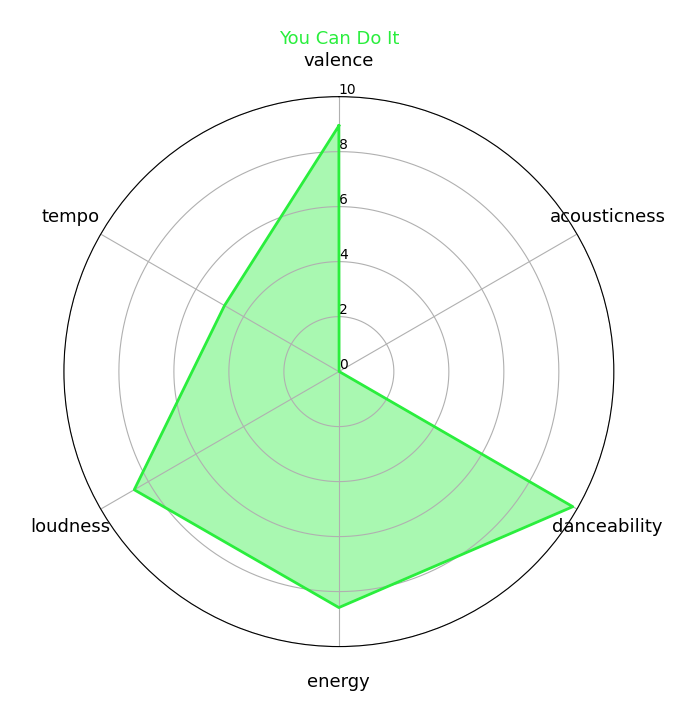 You Can Do It
valence
10
8
tempo
acousticness
6
4
2
0
loudness
danceability
energy